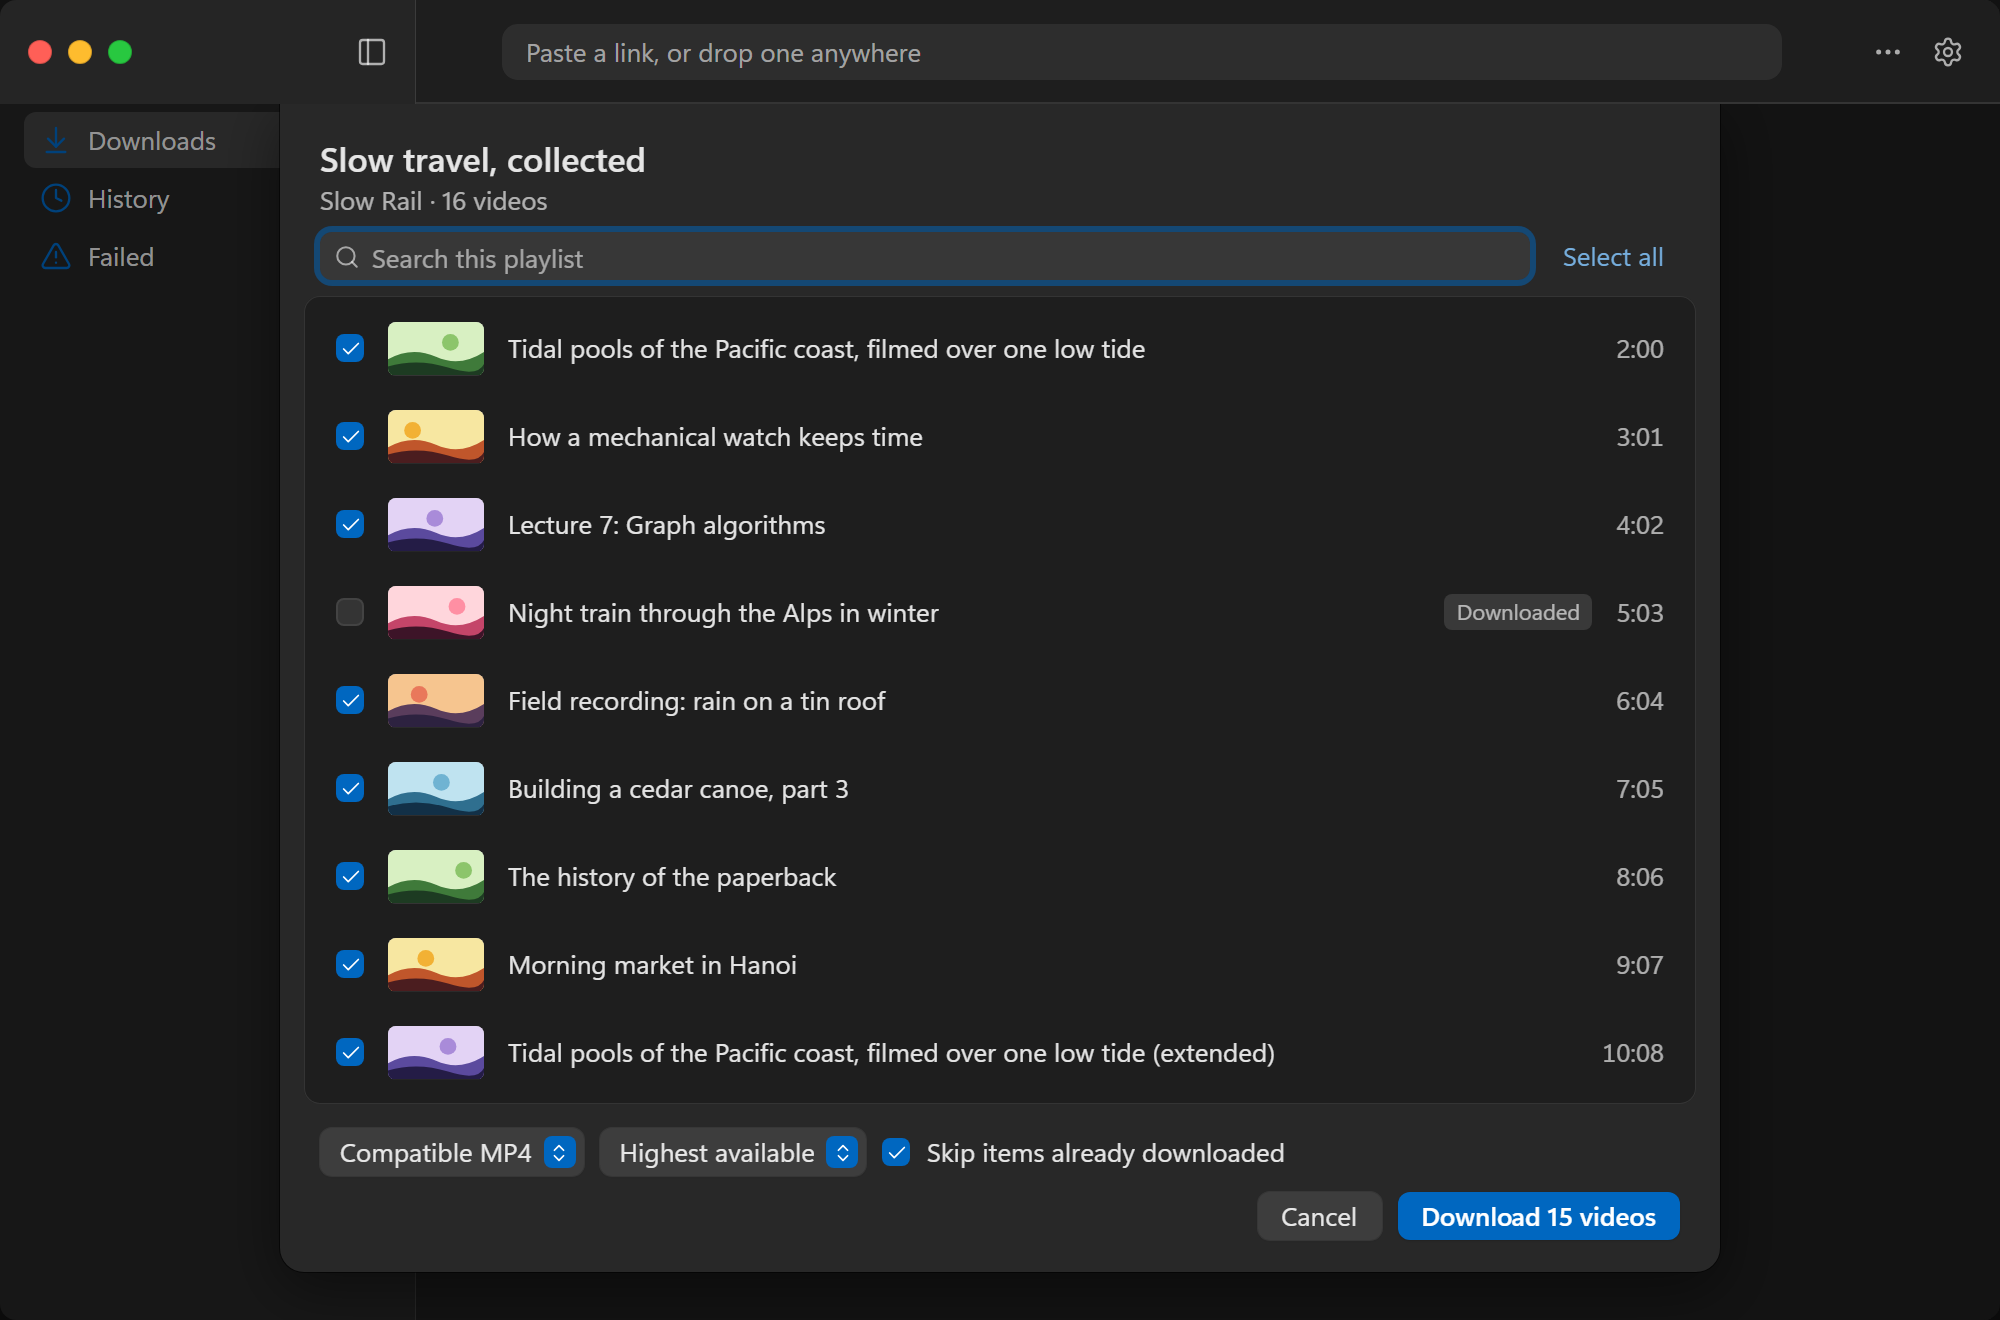 Paste a link, or drop one anywhere
Downloads
History
Failed
Slow travel, collected
Slow Rail · 16 videos
Search this playlist
Select all
Tidal pools of the Pacific coast, filmed over one low tide 2:00
How a mechanical watch keeps time 3:01
Lecture 7: Graph algorithms 4:02
Night train through the Alps in winter Downloaded 5:03
Field recording: rain on a tin roof 6:04
Building a cedar canoe, part 3 7:05
The history of the paperback 8:06
Morning market in Hanoi 9:07
Tidal pools of the Pacific coast, filmed over one low tide (extended) 10:08
Compatible MP4 Highest available Skip items already downloaded
Cancel Download 15 videos